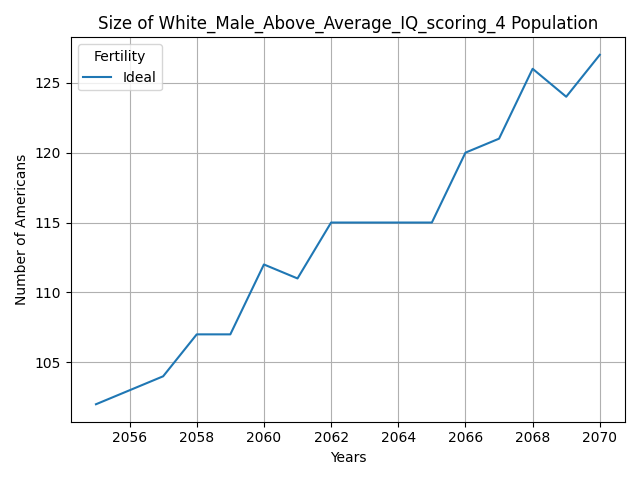 Size of White_Male_Above_Average_IQ_scoring_4 Population
Fertility
Ideal
Number of Americans
125
120
115
110
105
2056 2058 2060 2062 2064 2066 2068 2070
Years